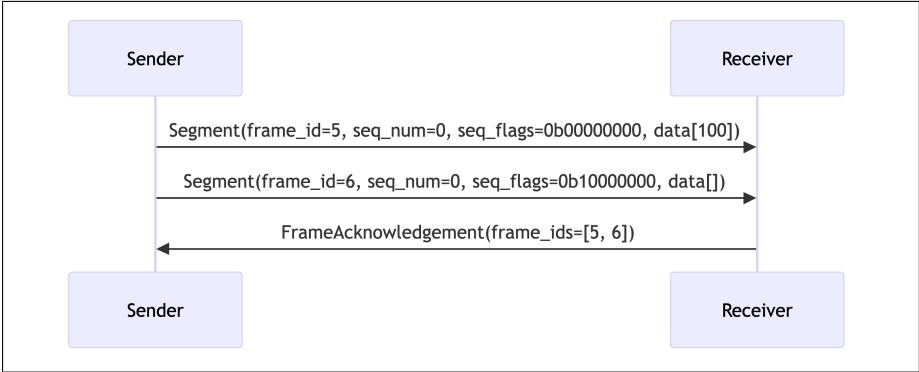 Sender
Receiver
Segment(frame_id=5, seq_num=0, seq_flags=0b00000000, data[100])
Segment(frame_id=6, seq_num=0, seq_flags=0b10000000, data[])
FrameAcknowledgement(frame_ids=[5, 6])
Sender
Receiver